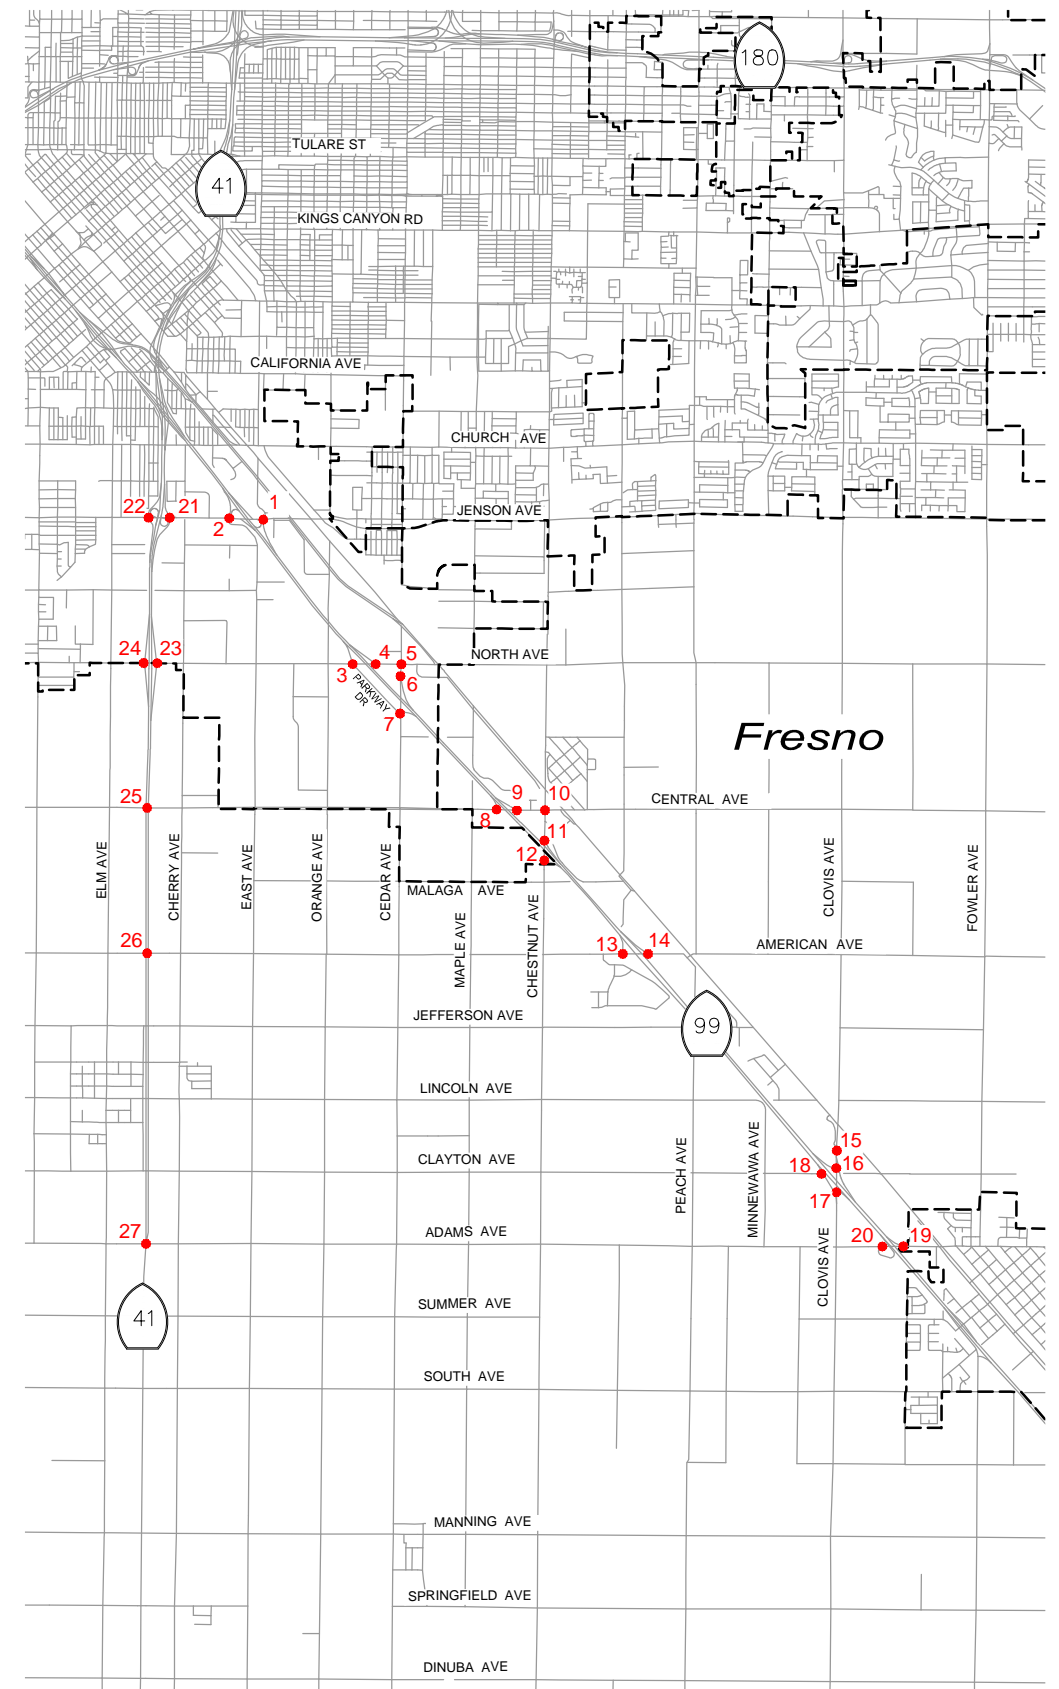 180
TULARE ST
41
KINGS CANYON RD
CALIFORNIA AVE
CHURCH AVE
22 21 2 1
JENSON AVE
24 23
3 4 5
NORTH AVE
6
PARKWAY
DR
7
Fresno
25
8 9 10
CENTRAL AVE
11
12
ELM AVE
CHERRY AVE
EAST AVE
ORANGE AVE
CEDAR AVE
MALAGA AVE
MAPLE AVE
CHESTNUT AVE
CLOVIS AVE
FOWLER AVE
26
13 14
AMERICAN AVE
JEFFERSON AVE
99
LINCOLN AVE
PEACH AVE
MINNEWAWA AVE
15
CLAYTON AVE
18 16
17
27
ADAMS AVE
20 19
CLOVIS AVE
41
SUMMER AVE
SOUTH AVE
MANNING AVE
SPRINGFIELD AVE
DINUBA AVE